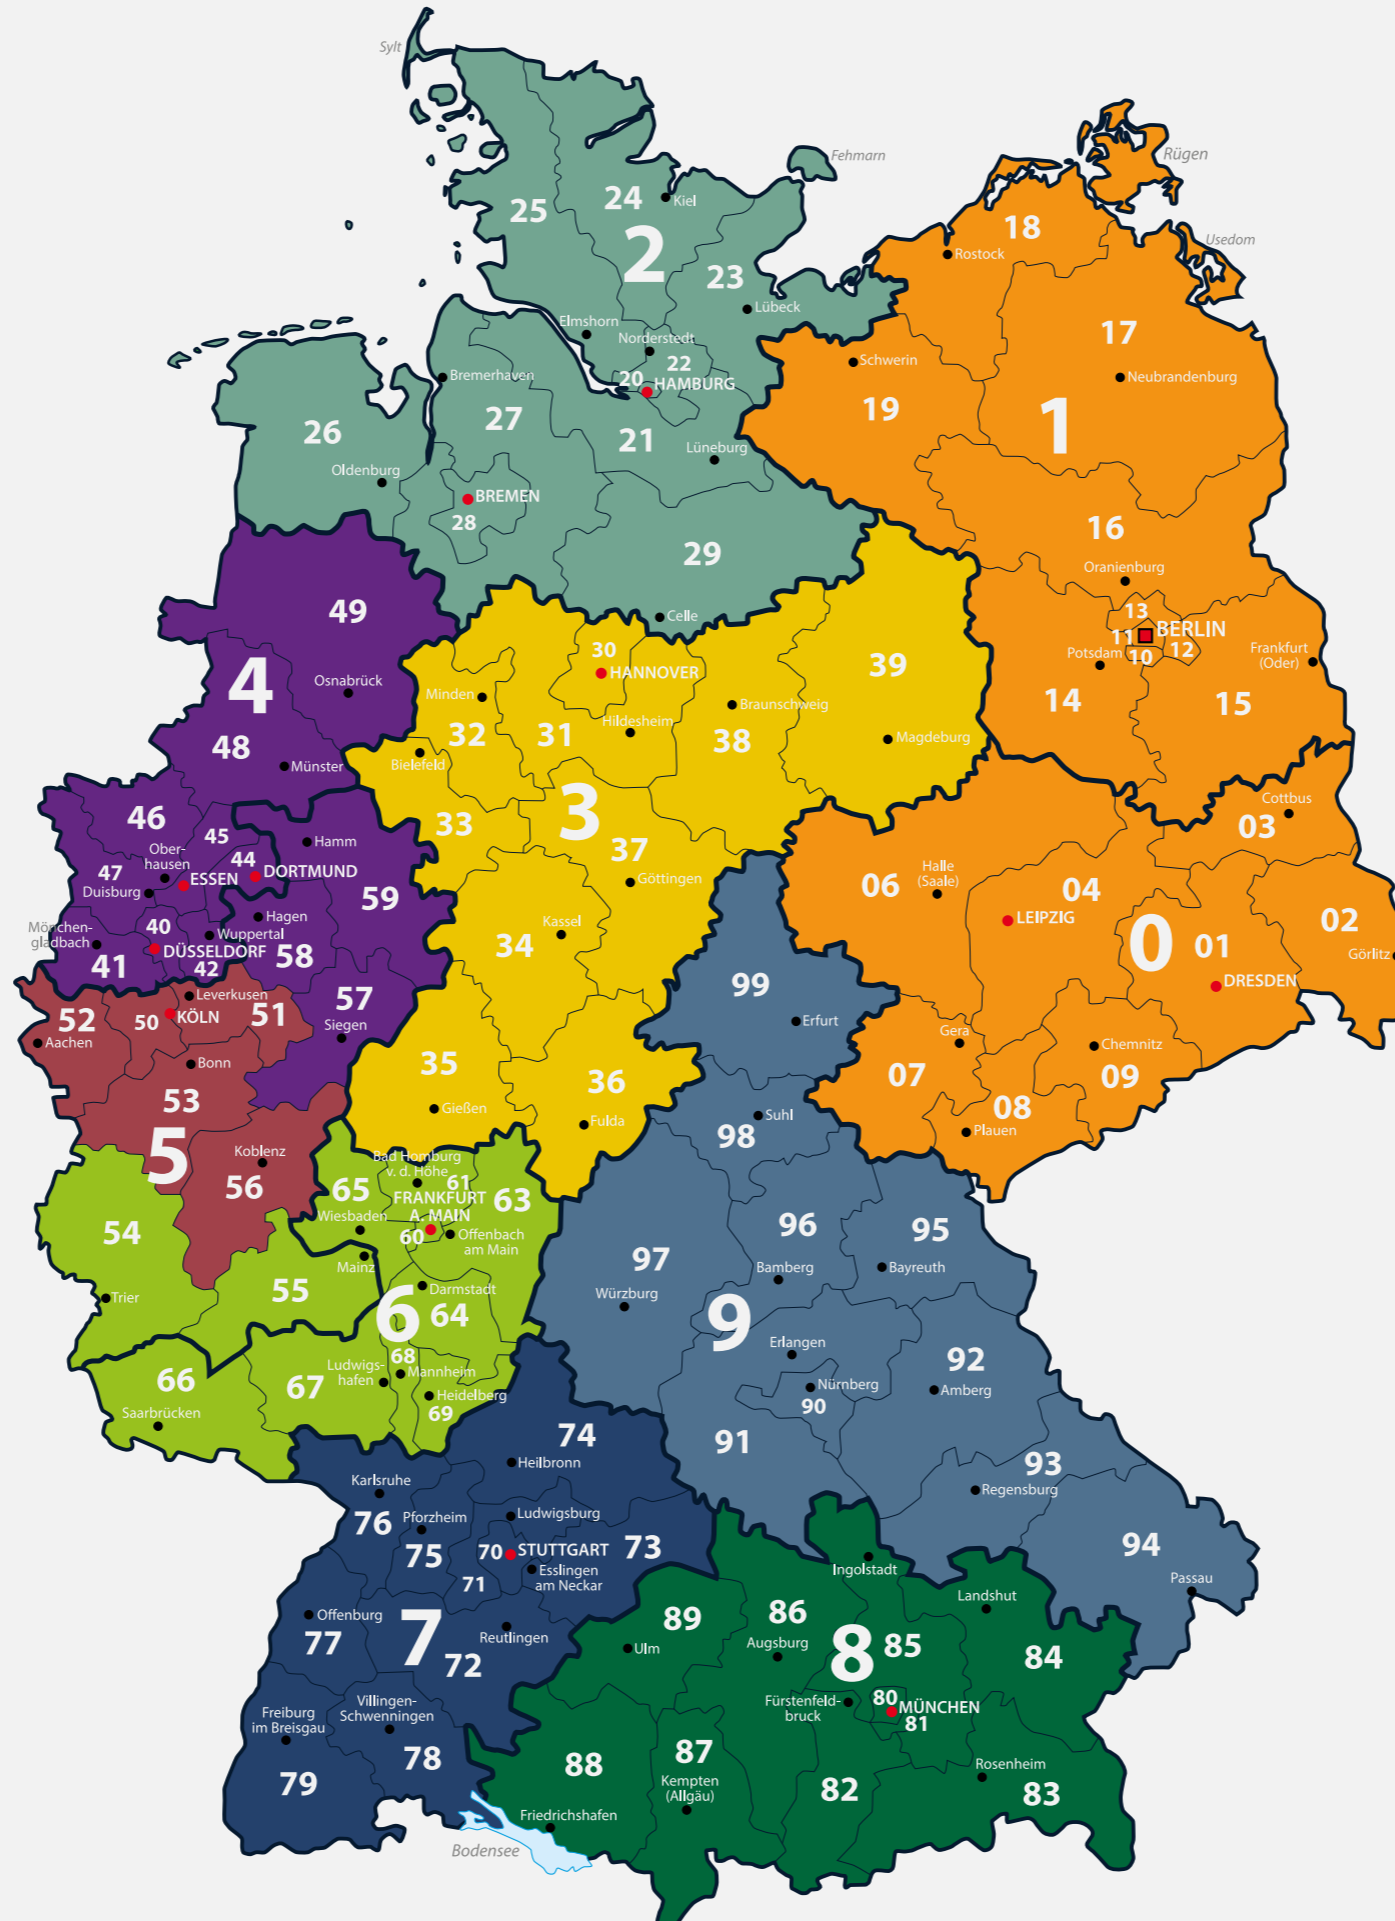 Sylt
Fehmarn
Rügen
25
24
Kiel
18
Usedom
2
Rostock
23
Lübeck
Elmshorn
Norderstedt
17
22
Schwerin
Bremerhaven
20
HAMBURG
Neubrandenburg
27
19
1
26
21
Lüneburg
Oldenburg
BREMEN
28
16
29
Oranienburg
49
Celle
13
11
BERLIN
30
39
Potsdam
10
12
Frankfurt
(Oder)
4
HANNOVER
Osnabrück
Minden
Braunschweig
14
15
48
32
31
Hildesheim
38
Magdeburg
Münster
Bielefeld
Cottbus
46
3
03
45
33
Hamm
Ober-
hausen
44
37
47
ESSEN
DORTMUND
Halle
(Saale)
06
04
Duisburg
Göttingen
59
Hagen
LEIPZIG
02
Mönchen-
gladbach
40
Wuppertal
Kassel
0
01
DÜSSELDORF
58
34
Görlitz
41
42
99
DRESDEN
Leverkusen
57
52
50
KÖLN
51
Siegen
Erfurt
Aachen
Gera
Chemnitz
Bonn
35
36
07
09
53
Gießen
08
Fulda
Suhl
5
98
Plauen
Koblenz
Bad Homburg
v. d. Höhe
56
65
61
63
FRANKFURT
A. MAIN
54
Wiesbaden
60
Offenbach
am Main
96
95
Mainz
97
Bamberg
Bayreuth
55
Darmstadt
Trier
Würzburg
6
64
9
Erlangen
68
92
66
67
Ludwigs-
hafen
Mannheim
Nürnberg
Amberg
Heidelberg
90
Saarbrücken
69
74
91
Heilbronn
93
Karlsruhe
Regensburg
76
Pforzheim
Ludwigsburg
75
70
STUTTGART
73
94
71
Esslingen
am Neckar
Ingolstadt
Passau
Landshut
Offenburg
89
86
77
7
Reutlingen
Ulm
Augsburg
8
85
84
72
Villingen-
Schwenningen
Fürstenfeld-
bruck
80
MÜNCHEN
Freiburg
im Breisgau
81
78
88
87
Rosenheim
79
Kempten
(Allgäu)
82
83
Friedrichshafen
Bodensee